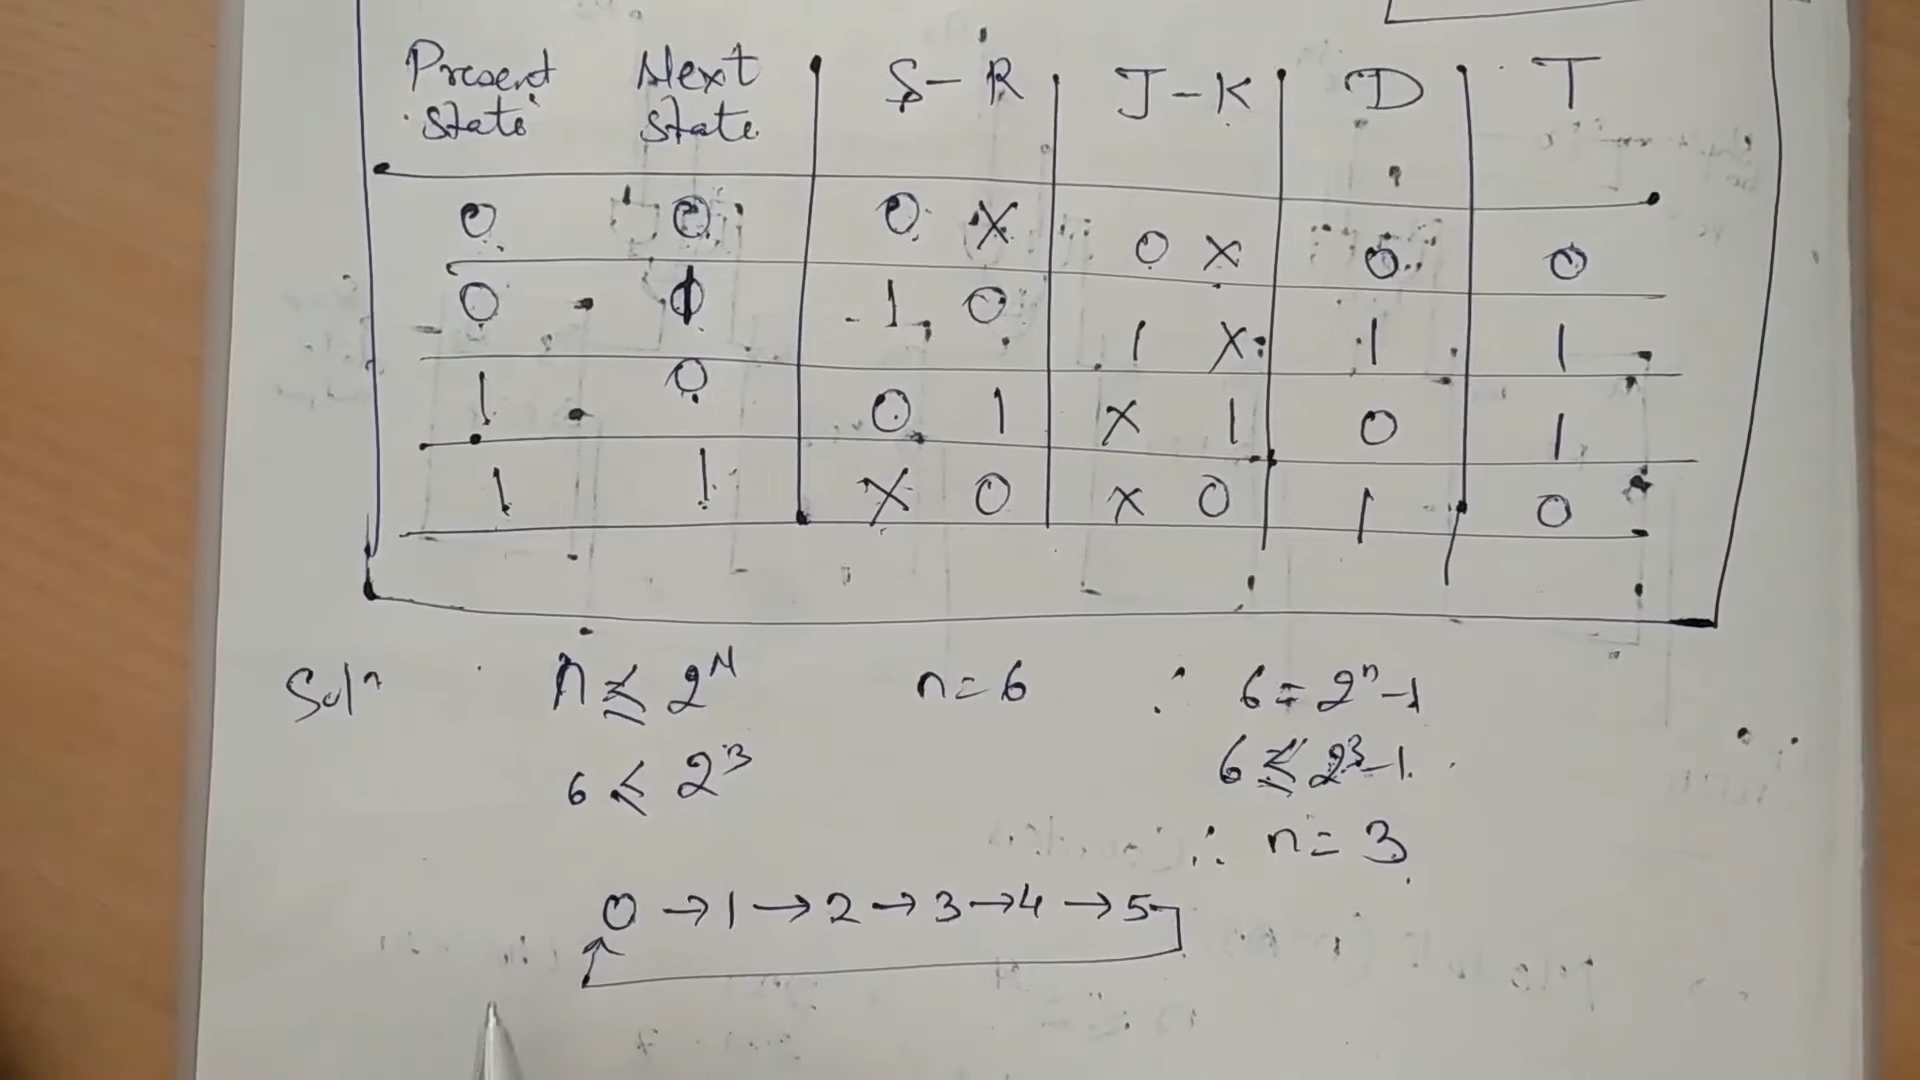 Present Next S-R J-K D T
state state
0 0 0 X 0 X 0 0
0 1 1 0 1 X 1 1
1 0 0 1 X 1 0 1
1 1 X 0 X 0 1 0
Solⁿ n ≤ 2ᴺ n=6 ∴ 6 = 2ⁿ-1
6 < 2³ 6 ≤ 2³-1
∴ n = 3
0 → 1 → 2 → 3 → 4 → 5